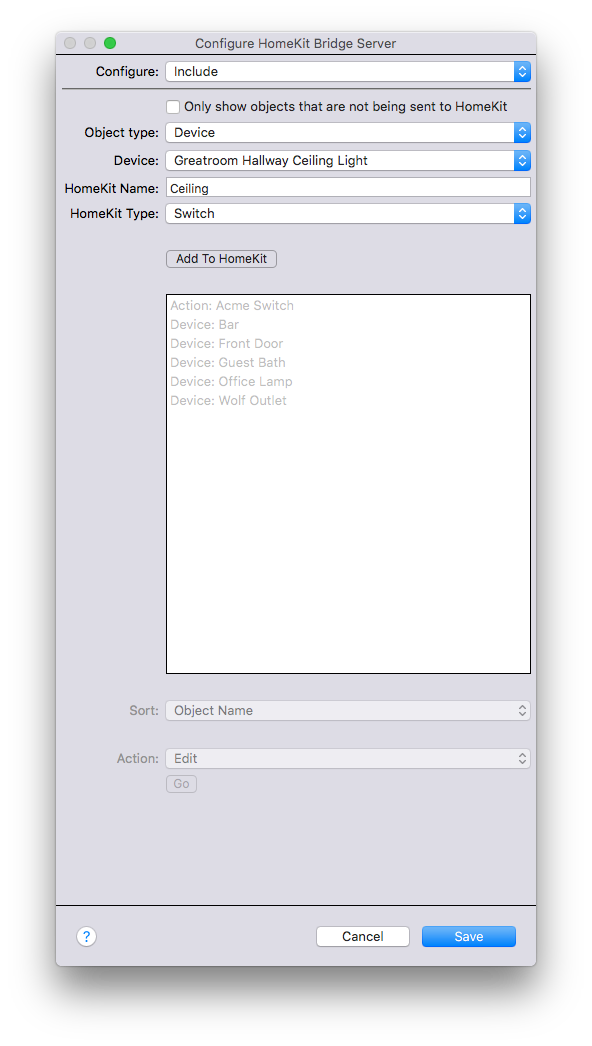 Configure HomeKit Bridge Server
Configure: Include
Only show objects that are not being sent to HomeKit
Object type: Device
Device: Greatroom Hallway Ceiling Light
HomeKit Name: Ceiling
HomeKit Type: Switch
Add To HomeKit
Action: Acme Switch
Device: Bar
Device: Front Door
Device: Guest Bath
Device: Office Lamp
Device: Wolf Outlet
Sort: Object Name
Action: Edit
Go
? Cancel Save